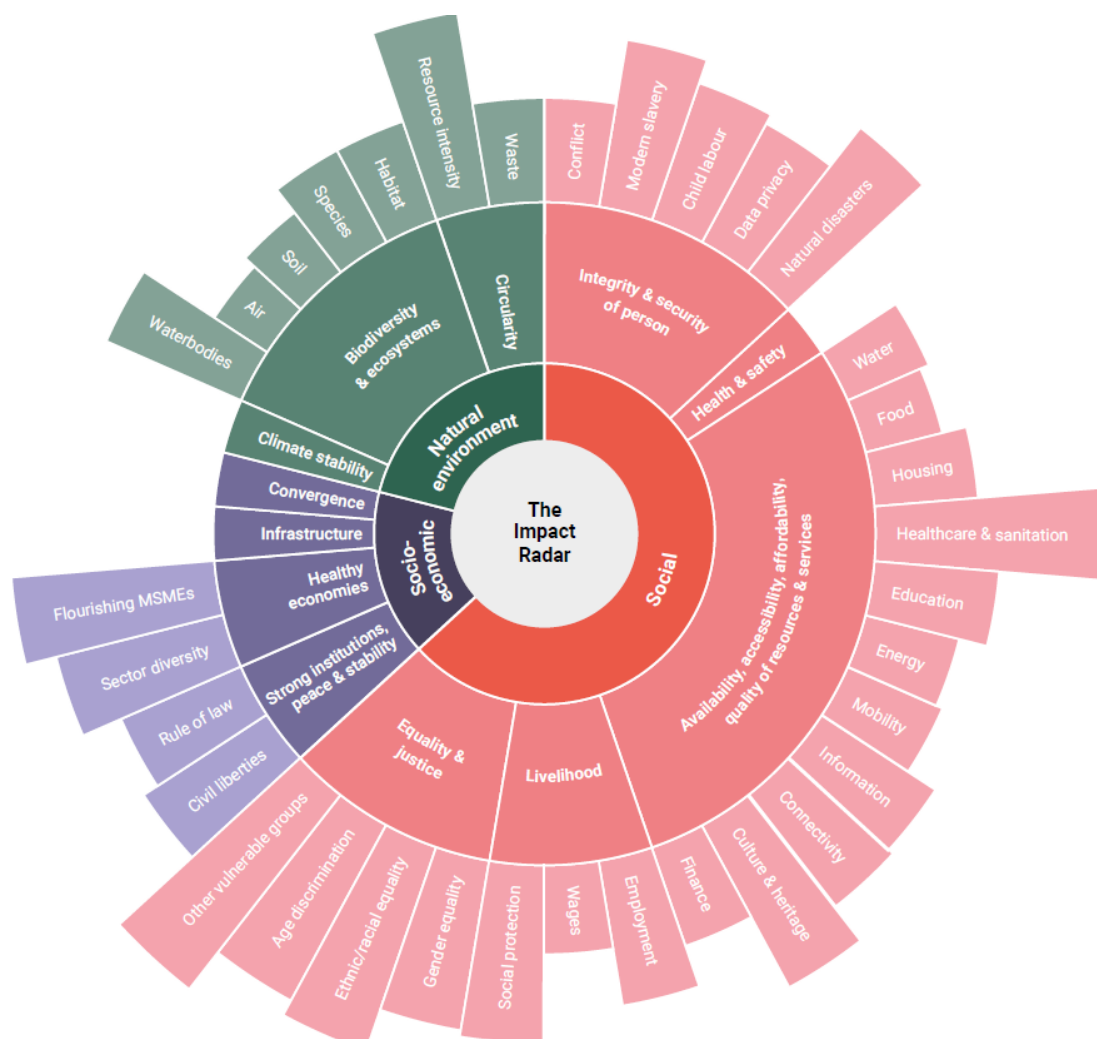 The
Impact
Radar
Social
Integrity & security
of person
Conflict
Modern slavery
Child labour
Data privacy
Natural disasters
Health & safety
Availability, accessibility, affordability,
quality of resources & services
Water
Food
Housing
Healthcare & sanitation
Education
Energy
Mobility
Information
Connectivity
Culture & heritage
Finance
Livelihood
Employment
Wages
Social protection
Equality &
justice
Gender equality
Ethnic/racial equality
Age discrimination
Other vulnerable groups
Socio-
economic
Strong institutions,
peace & stability
Civil liberties
Rule of law
Healthy
economies
Sector diversity
Flourishing MSMEs
Infrastructure
Convergence
Natural
environment
Climate stability
Biodiversity
& ecosystems
Waterbodies
Air
Soil
Species
Habitat
Circularity
Resource intensity
Waste